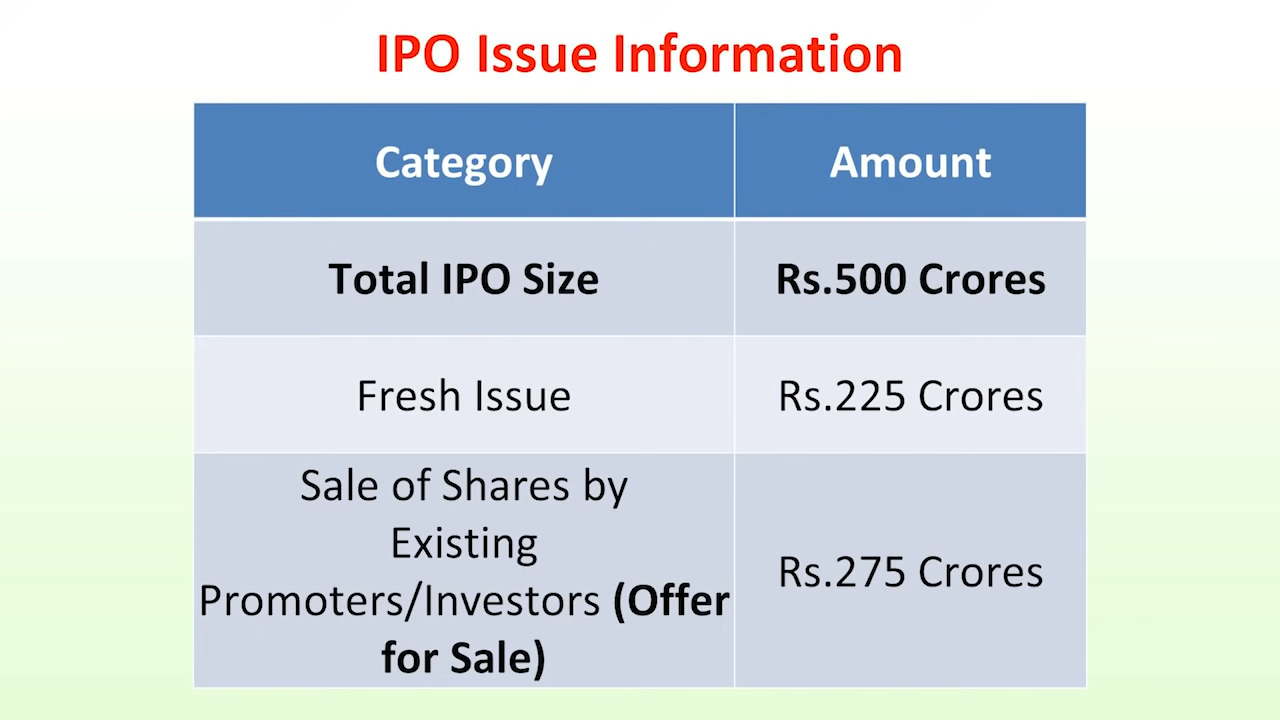 IPO Issue Information
Category
Amount
Total IPO Size
Rs.500 Crores
Fresh Issue
Rs.225 Crores
Sale of Shares by
Existing
Promoters/Investors (Offer
for Sale)
Rs.275 Crores